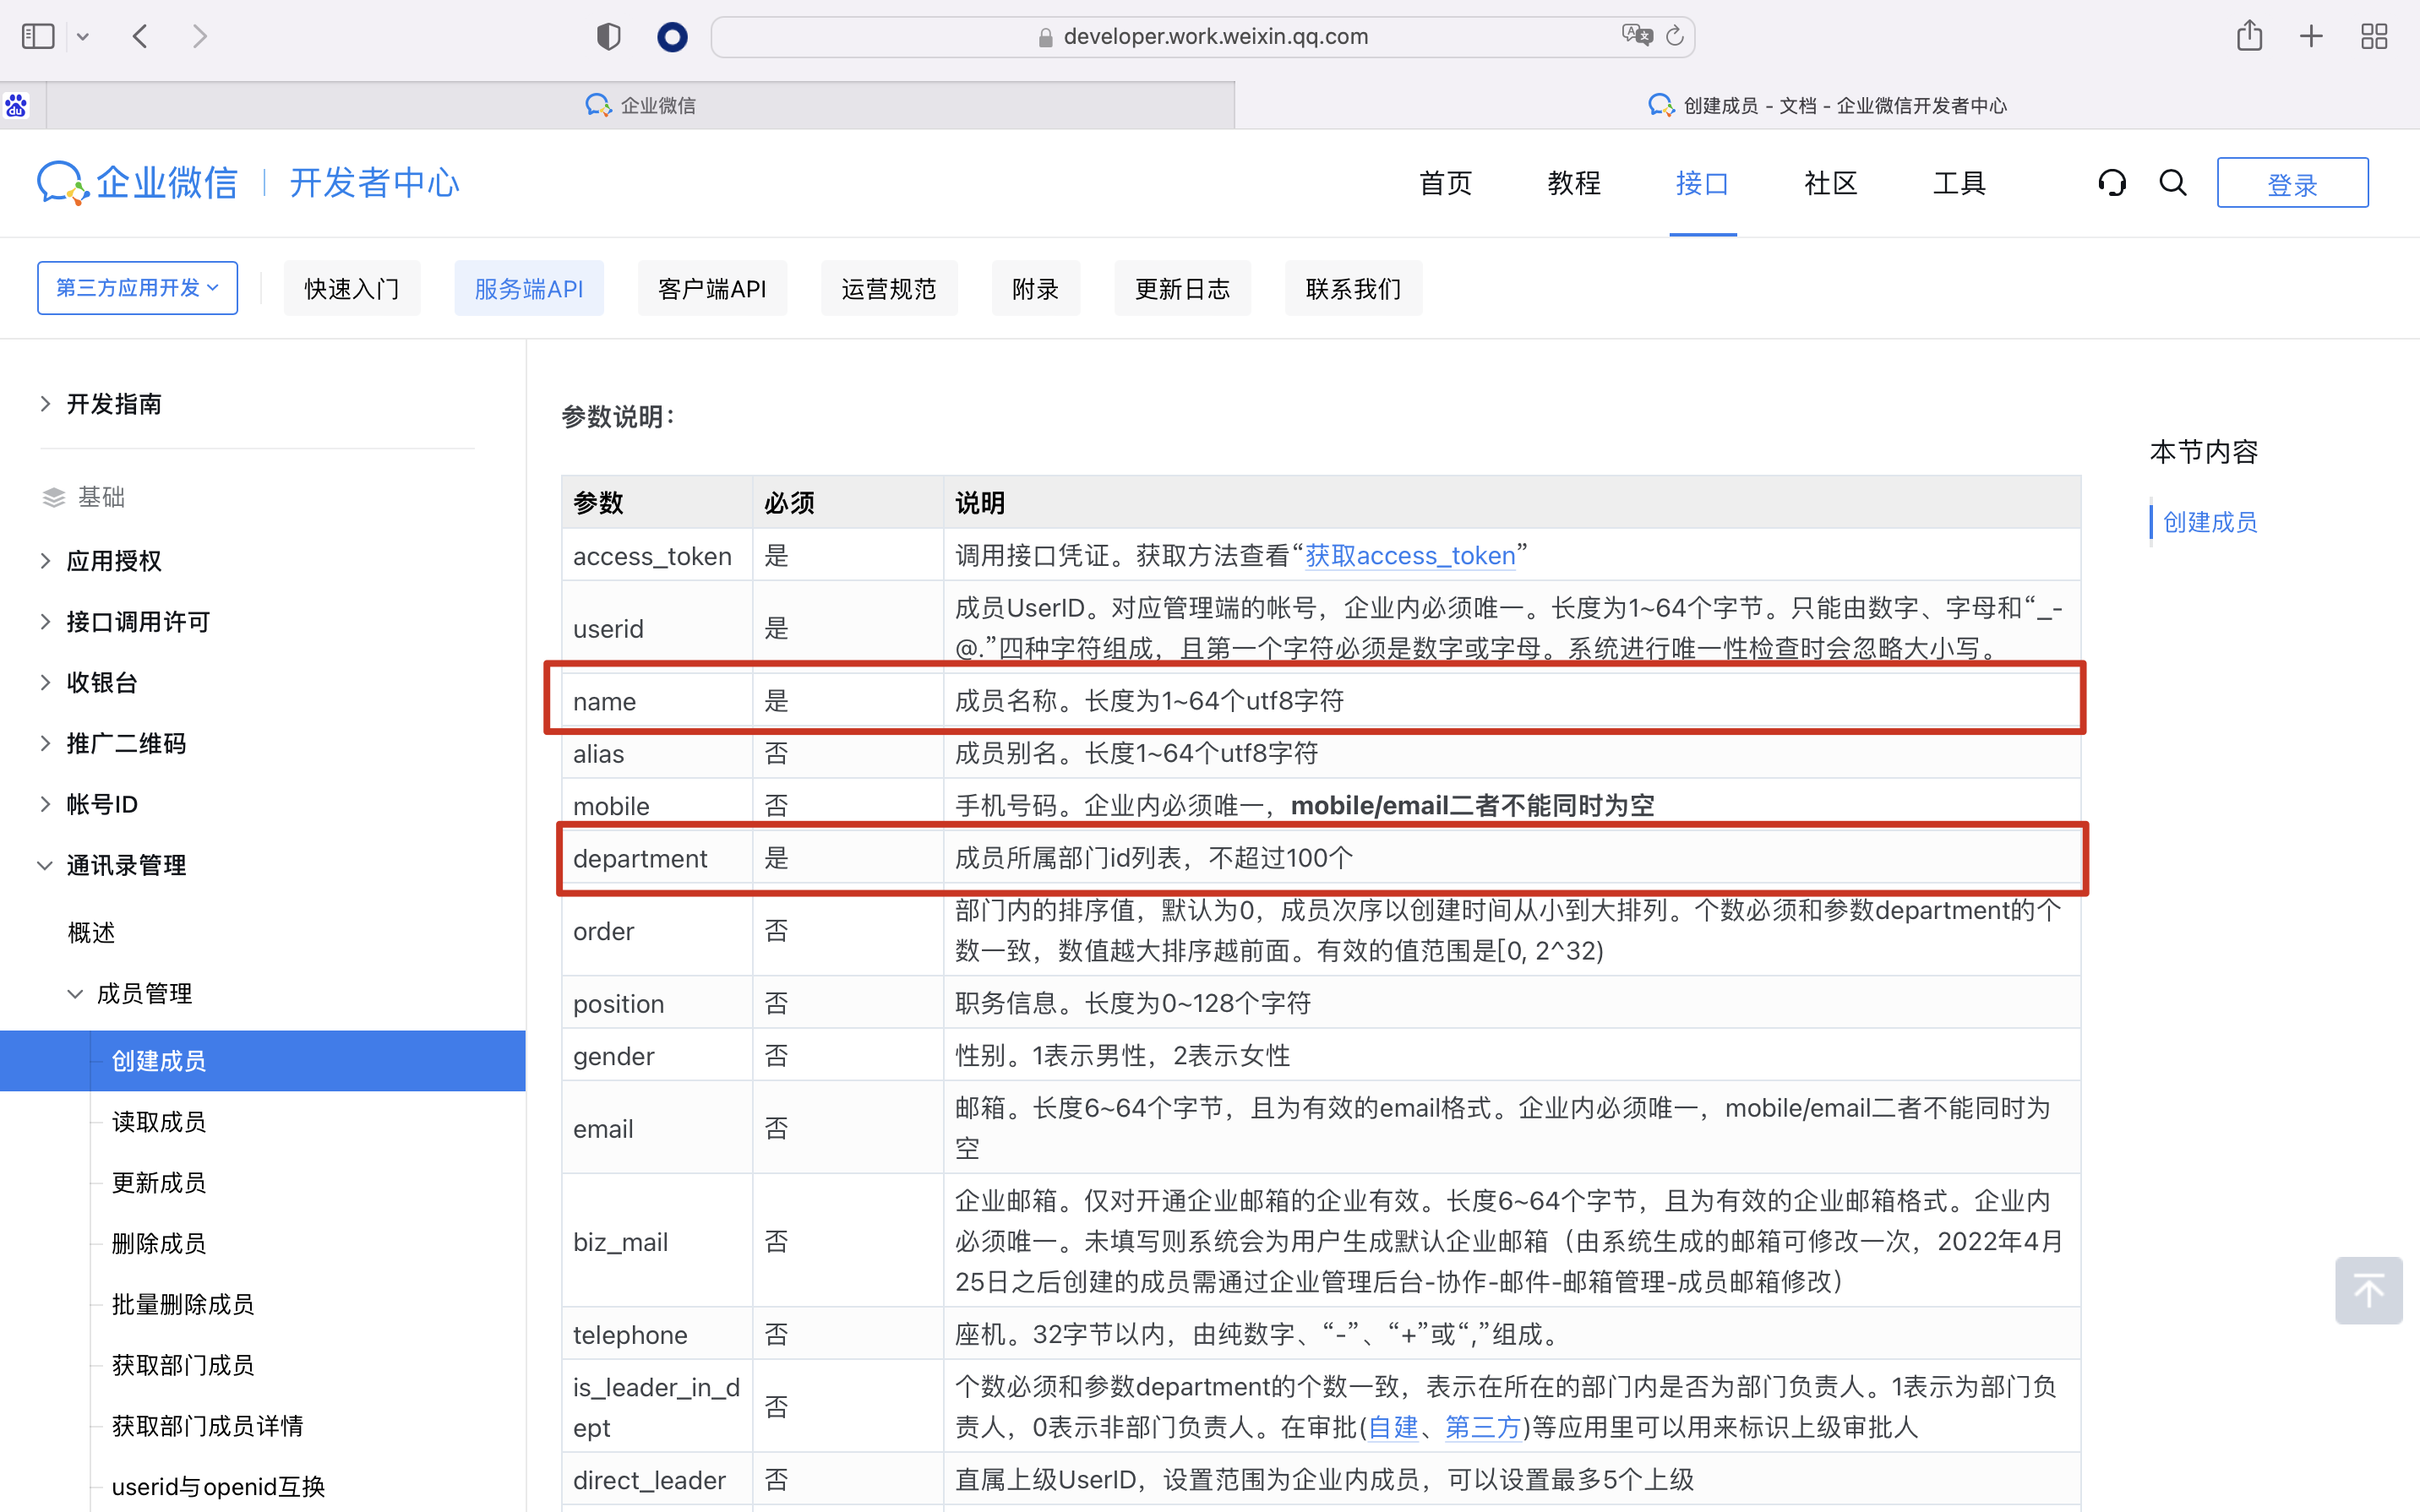 developer.work.weixin.qq.com
du
企业微信
创建成员 - 文档 - 企业微信开发者中心
企业微信 | 开发者中心
首页
教程
接口
社区
工具
登录
第三方应用开发
快速入门
服务端API
客户端API
运营规范
附录
更新日志
联系我们
开发指南
基础
应用授权
接口调用许可
收银台
推广二维码
帐号ID
通讯录管理
概述
成员管理
创建成员
读取成员
更新成员
删除成员
批量删除成员
获取部门成员
获取部门成员详情
userid与openid互换
参数说明：
参数 必须 说明
access_token 是 调用接口凭证。获取方法查看“获取access_token”
userid 是 成员UserID。对应管理端的帐号，企业内必须唯一。长度为1~64个字节。只能由数字、字母和“_-
@.”四种字符组成，且第一个字符必须是数字或字母。系统进行唯一性检查时会忽略大小写。
name 是 成员名称。长度为1~64个utf8字符
alias 否 成员别名。长度1~64个utf8字符
mobile 否 手机号码。企业内必须唯一，mobile/email二者不能同时为空
department 是 成员所属部门id列表，不超过100个
order 否 部门内的排序值，默认为0，成员次序以创建时间从小到大排列。个数必须和参数department的个
数一致，数值越大排序越前面。有效的值范围是[0, 2^32)
position 否 职务信息。长度为0~128个字符
gender 否 性别。1表示男性，2表示女性
email 否 邮箱。长度6~64个字节，且为有效的email格式。企业内必须唯一，mobile/email二者不能同时为
空
biz_mail 否 企业邮箱。仅对开通企业邮箱的企业有效。长度6~64个字节，且为有效的企业邮箱格式。企业内
必须唯一。未填写则系统会为用户生成默认企业邮箱（由系统生成的邮箱可修改一次，2022年4月
25日之后创建的成员需通过企业管理后台-协作-邮件-邮箱管理-成员邮箱修改）
telephone 否 座机。32字节以内，由纯数字、“-”、“+”或“,”组成。
is_leader_in_d
ept 否 个数必须和参数department的个数一致，表示在所在的部门内是否为部门负责人。1表示为部门负
责人，0表示非部门负责人。在审批(自建、第三方)等应用里可以用来标识上级审批人
direct_leader 否 直属上级UserID，设置范围为企业内成员，可以设置最多5个上级
本节内容
创建成员